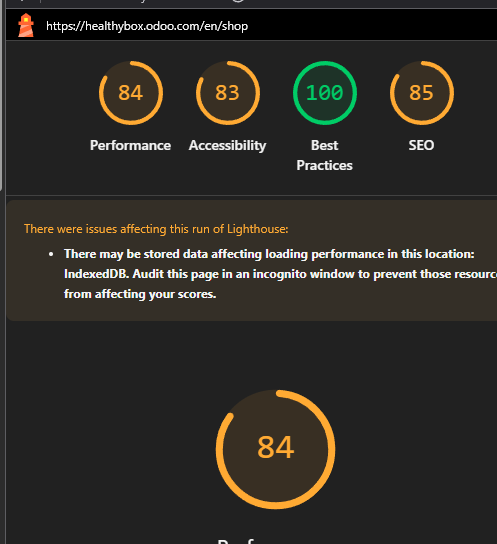 https://healthybox.odoo.com/en/shop
84
83
100
85
Performance
Accessibility
Best
Practices
SEO
There were issues affecting this run of Lighthouse:
• There may be stored data affecting loading performance in this location:
IndexedDB. Audit this page in an incognito window to prevent those resourc
from affecting your scores.
84